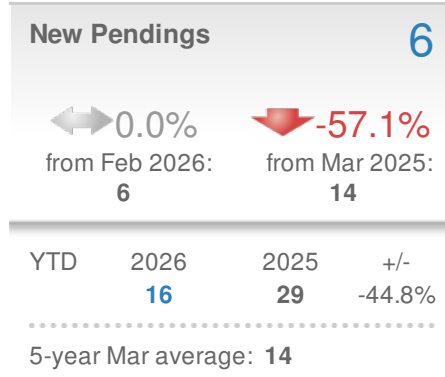 New Pendings 6
0.0% -57.1%
from Feb 2026: from Mar 2025:
6 14
YTD 2026 2025 +/-
16 29 -44.8%
5-year Mar average: 14